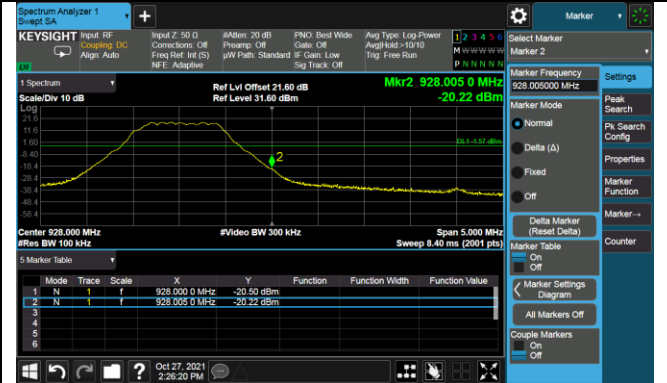 Spectrum Analyzer 1
Swept SA
Marker
KEYSIGHT
Input: RF
Coupling: DC
Align: Auto
Input Z: 50 Ω
Corrections: Off
Freq Ref: Int (S)
NFE: Adaptive
#Atten: 20 dB
Preamp: Off
µW Path: Standard
PNO: Best Wide
Gate: Off
IF Gain: Low
Sig Track: Off
Avg Type: Log-Power
Avg|Hold:>10/10
Trig: Free Run
1 2 3 4 5 6
M W W W W W
P N N N N N
LXI
Select Marker
Marker 2
1 Spectrum
Scale/Div 10 dB
Ref Lvl Offset 21.60 dB
Ref Level 31.60 dBm
Mkr2 928.005 0 MHz
-20.22 dBm
Log
21.6
11.6
1.60
-8.40
-18.4
-28.4
-38.4
-48.4
-58.4
DL1 -1.57 dBm
2
Center 928.000 MHz
#Res BW 100 kHz
#Video BW 300 kHz
Span 5.000 MHz
Sweep 8.40 ms (2001 pts)
5 Marker Table
Mode Trace Scale X Y Function Function Width Function Value
1 N 1 f 928.000 0 MHz -20.50 dBm
2 N 1 f 928.005 0 MHz -20.22 dBm
3
4
5
6
Marker Frequency
928.005000 MHz
Marker Mode
Normal
Delta (Δ)
Fixed
Off
Delta Marker
(Reset Delta)
Marker Table
On
Off
Marker Settings
Diagram
All Markers Off
Couple Markers
On
Off
Settings
Peak
Search
Pk Search
Config
Properties
Marker
Function
Marker→
Counter
Oct 27, 2021
2:26:20 PM